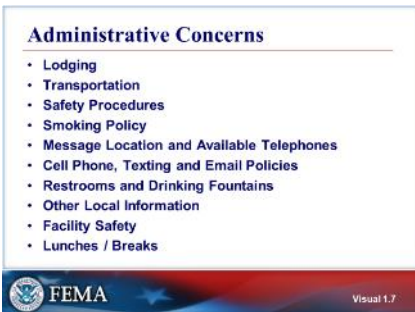 Administrative Concerns
• Lodging
• Transportation
• Safety Procedures
• Smoking Policy
• Message Location and Available Telephones
• Cell Phone, Texting and Email Policies
• Restrooms and Drinking Fountains
• Other Local Information
• Facility Safety
• Lunches / Breaks
FEMA
Visual 1.7